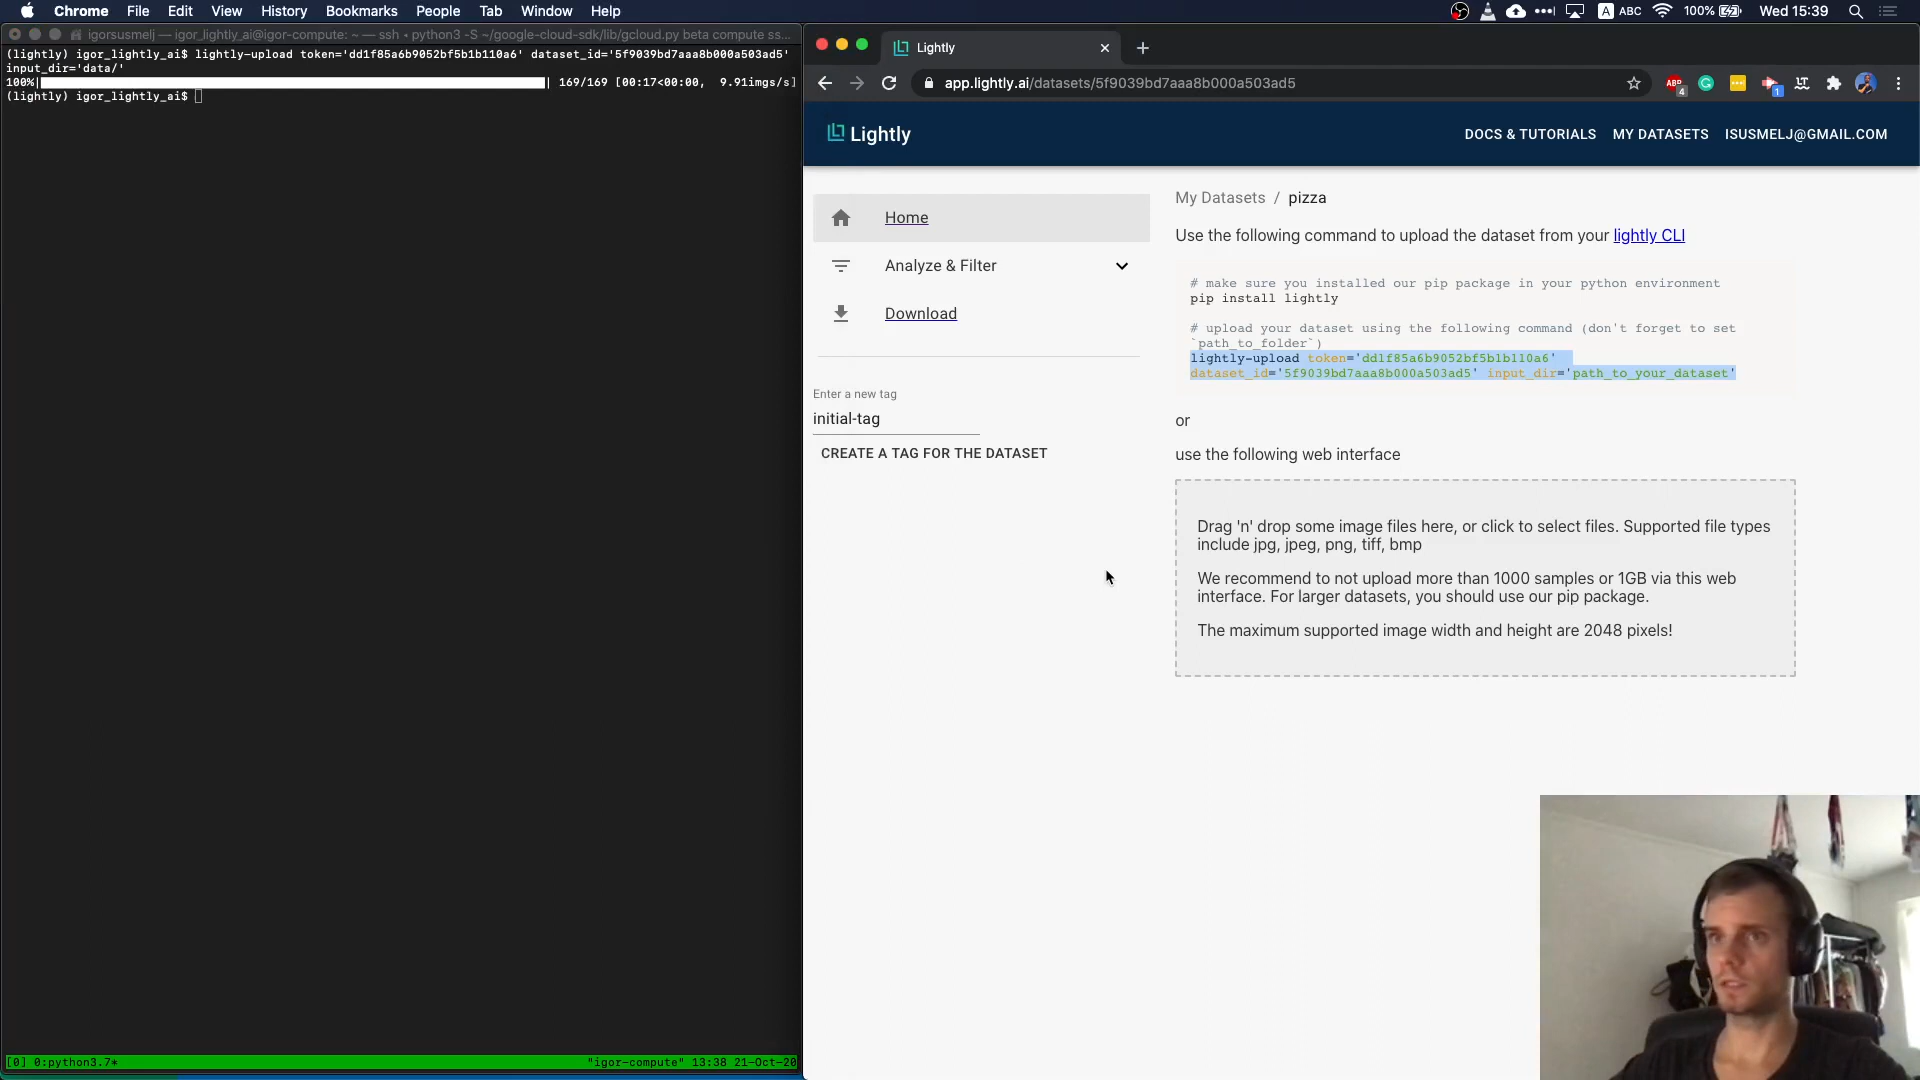 Chrome File Edit View History Bookmarks People Tab Window Help
A ABC 100% Wed 15:39
igorsusmelj — igor_lightly_ai@igor-compute: ~ — ssh • python3 -S ~/google-cloud-sdk/lib/gcloud.py beta compute ss...
(lightly) igor_lightly_ai$ lightly-upload token='dd1f85a6b9052bf5b1b110a6' dataset_id='5f9039bd7aaa8b000a503ad5'
input_dir='data/'
100%| | 169/169 [00:17<00:00, 9.91imgs/s]
(lightly) igor_lightly_ai$
[0] 0:python3.7*
"igor-compute" 13:38 21-Oct-20
Lightly
app.lightly.ai/datasets/5f9039bd7aaa8b000a503ad5
ABP 4 1
Lightly
DOCS & TUTORIALS MY DATASETS ISUSMELJ@GMAIL.COM
Home
Analyze & Filter
Download
Enter a new tag
initial-tag
CREATE A TAG FOR THE DATASET
My Datasets / pizza
Use the following command to upload the dataset from your lightly CLI
# make sure you installed our pip package in your python environment
pip install lightly
# upload your dataset using the following command (don't forget to set
`path_to_folder`)
lightly-upload token='dd1f85a6b9052bf5b1b110a6'
dataset_id='5f9039bd7aaa8b000a503ad5' input_dir='path_to_your_dataset'
or
use the following web interface
Drag 'n' drop some image files here, or click to select files. Supported file types
include jpg, jpeg, png, tiff, bmp
We recommend to not upload more than 1000 samples or 1GB via this web
interface. For larger datasets, you should use our pip package.
The maximum supported image width and height are 2048 pixels!